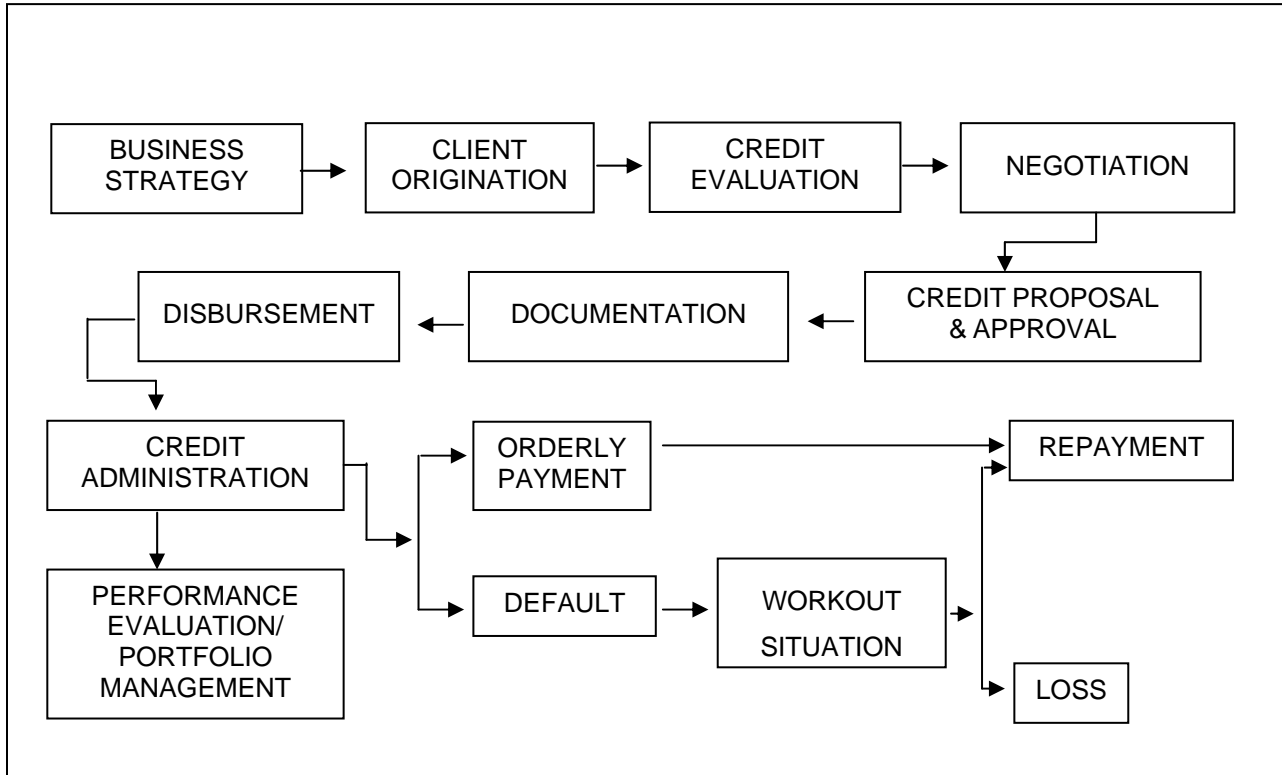 BUSINESS
STRATEGY
CLIENT
ORIGINATION
CREDIT
EVALUATION
NEGOTIATION
CREDIT PROPOSAL
& APPROVAL
DOCUMENTATION
DISBURSEMENT
CREDIT
ADMINISTRATION
PERFORMANCE
EVALUATION/
PORTFOLIO
MANAGEMENT
ORDERLY
PAYMENT
DEFAULT
WORKOUT
SITUATION
REPAYMENT
LOSS